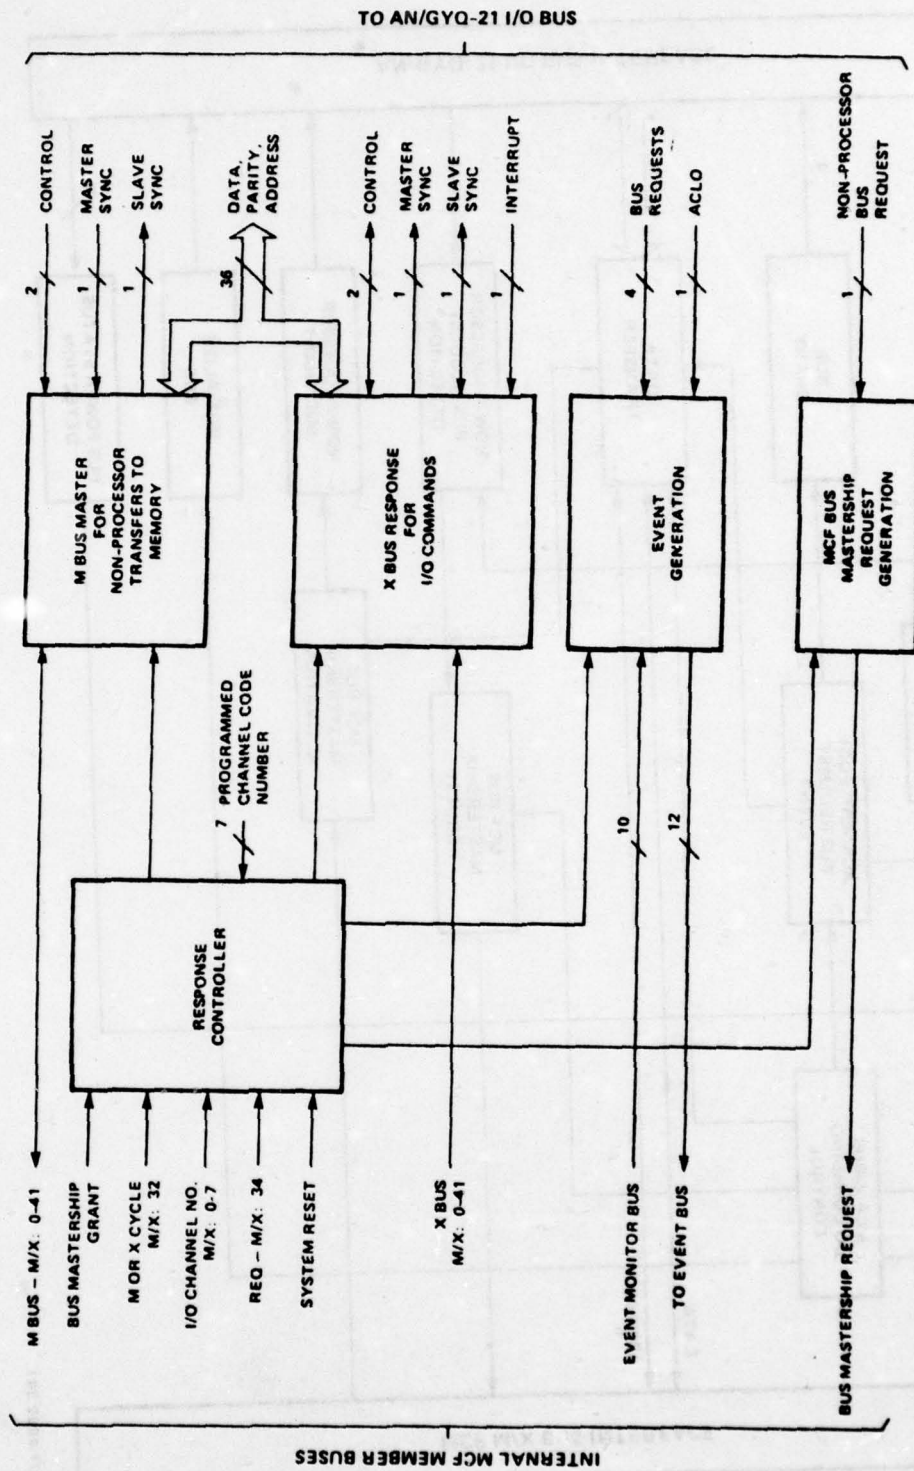 TO AN/GYQ-21 I/O BUS
CONTROL
2
MASTER
SYNC
1
SLAVE
SYNC
1
DATA,
PARITY,
ADDRESS
36
CONTROL
2
MASTER
SYNC
1
SLAVE
SYNC
1
INTERRUPT
1
BUS
REQUESTS
4
ACLO
1
NON-PROCESSOR
BUS
REQUEST
1
M BUS MASTER
FOR
NON-PROCESSOR
TRANSFERS TO
MEMORY
X BUS RESPONSE
FOR
I/O COMMANDS
EVENT
GENERATION
MCF BUS
MASTERSHIP
REQUEST
GENERATION
7
PROGRAMMED
CHANNEL CODE
NUMBER
10
12
RESPONSE
CONTROLLER
M BUS – M/X: 0-41
BUS MASTERSHIP
GRANT
M OR X CYCLE
M/X: 32
I/O CHANNEL NO.
M/X: 0-7
REQ – M/X: 34
SYSTEM RESET
X BUS
M/X: 0-41
EVENT MONITOR BUS
TO EVENT BUS
BUS MASTERSHIP REQUEST
INTERNAL MCF MEMBER BUSES